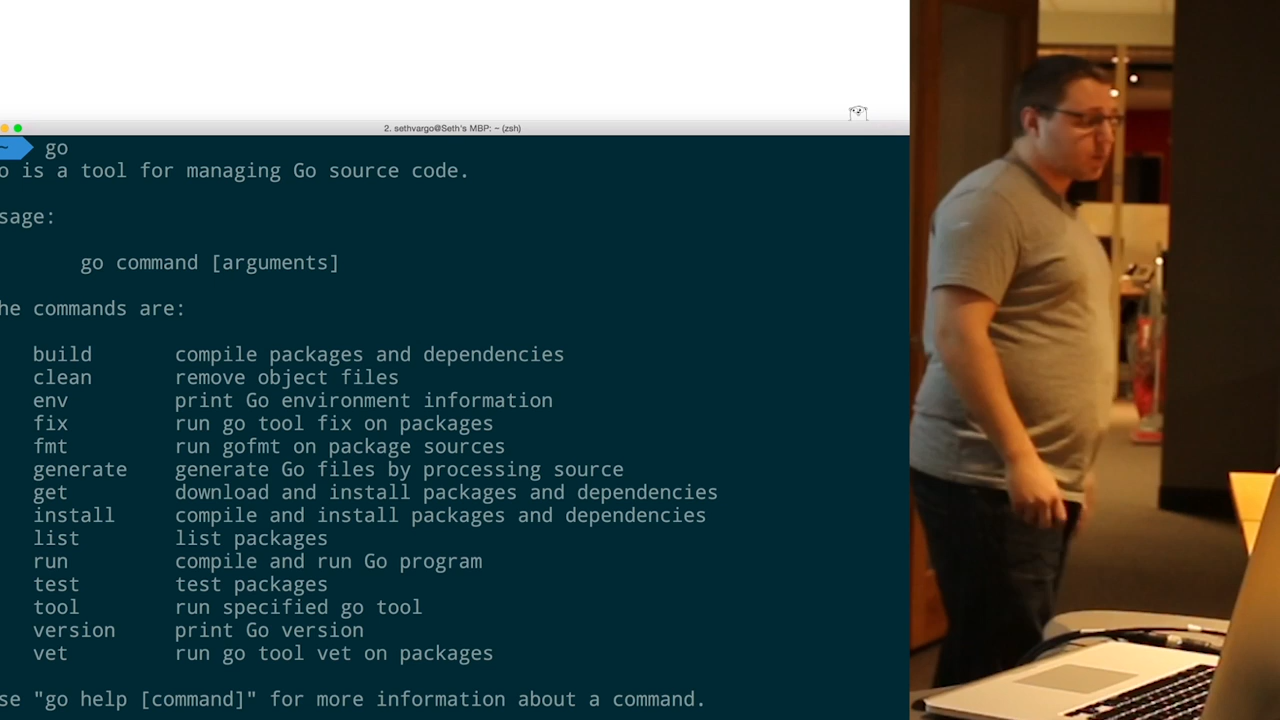 2. sethvargo@Seth's MBP: ~ (zsh)
~ go
o is a tool for managing Go source code.
sage:
go command [arguments]
he commands are:
build compile packages and dependencies
clean remove object files
env print Go environment information
fix run go tool fix on packages
fmt run gofmt on package sources
generate generate Go files by processing source
get download and install packages and dependencies
install compile and install packages and dependencies
list list packages
run compile and run Go program
test test packages
tool run specified go tool
version print Go version
vet run go tool vet on packages
se "go help [command]" for more information about a command.